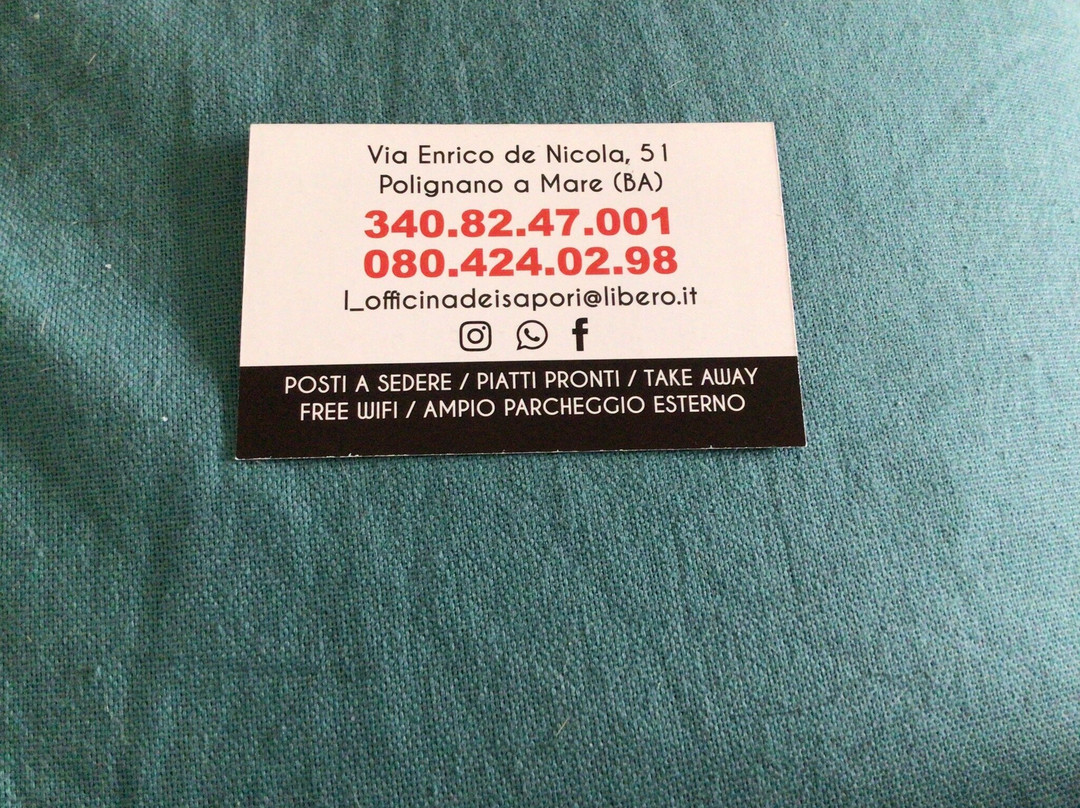 Via Enrico de Nicola, 51
Polignano a Mare (BA)
340.82.47.001
080.424.02.98
l_officinadeisapori@libero.it
POSTI A SEDERE / PIATTI PRONTI / TAKE AWAY
FREE WIFI / AMPIO PARCHEGGIO ESTERNO